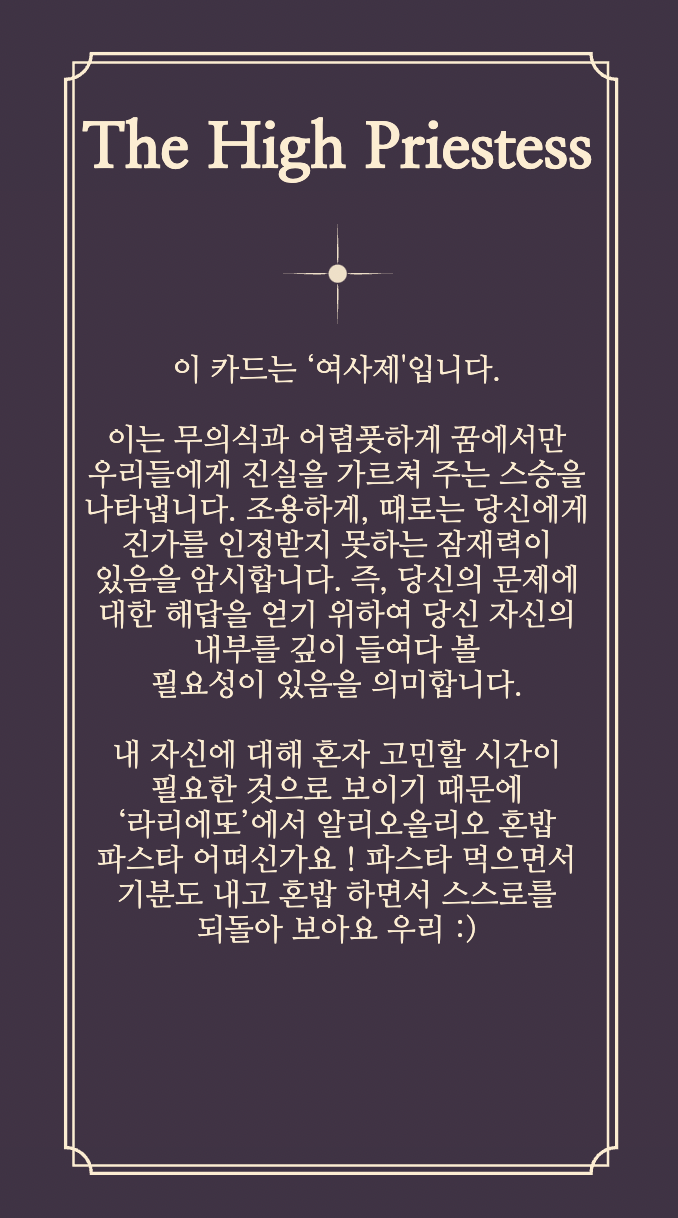 The High Priestess
이 카드는 ‘여사제'입니다.
이는 무의식과 어렴풋하게 꿈에서만
우리들에게 진실을 가르쳐 주는 스승을
나타냅니다. 조용하게, 때로는 당신에게
진가를 인정받지 못하는 잠재력이
있음을 암시합니다. 즉, 당신의 문제에
대한 해답을 얻기 위하여 당신 자신의
내부를 깊이 들여다 볼
필요성이 있음을 의미합니다.
내 자신에 대해 혼자 고민할 시간이
필요한 것으로 보이기 때문에
‘라리에또’에서 알리오올리오 혼밥
파스타 어떠신가요 ! 파스타 먹으면서
기분도 내고 혼밥 하면서 스스로를
되돌아 보아요 우리 :)